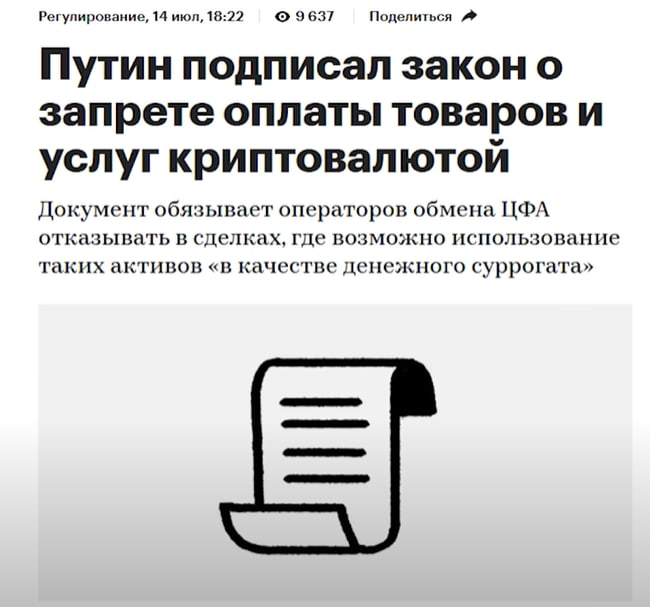 Регулирование, 14 июл, 18:22 9 637 Поделиться
Путин подписал закон о
запрете оплаты товаров и
услуг криптовалютой
Документ обязывает операторов обмена ЦФА
отказывать в сделках, где возможно использование
таких активов «в качестве денежного суррогата»